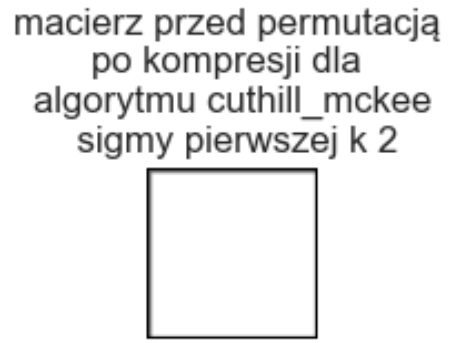 macierz przed permutacją
po kompresji dla
algorytmu cuthill_mckee
sigmy pierwszej k 2